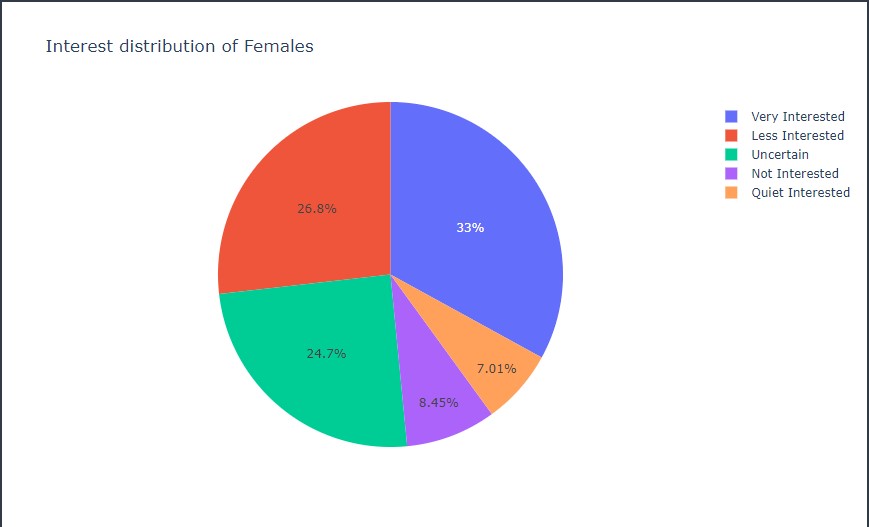 Interest distribution of Females
Very Interested
Less Interested
Uncertain
Not Interested
Quiet Interested
26.8%
33%
24.7%
7.01%
8.45%